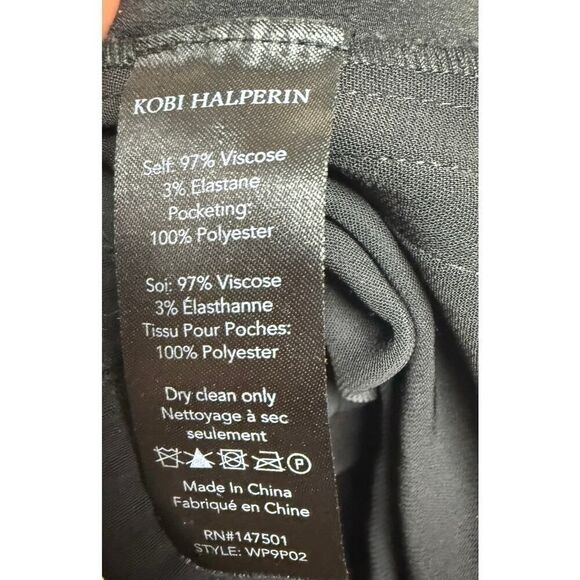 KOBI HALPERIN
Self: 97% Viscose
3% Elastane
Pocketing:
100% Polyester
Soi: 97% Viscose
3% Élasthanne
Tissu Pour Poches:
100% Polyester
Dry clean only
Nettoyage à sec
seulement
P
Made In China
Fabriqué en Chine
RN#147501
STYLE: WP9P02